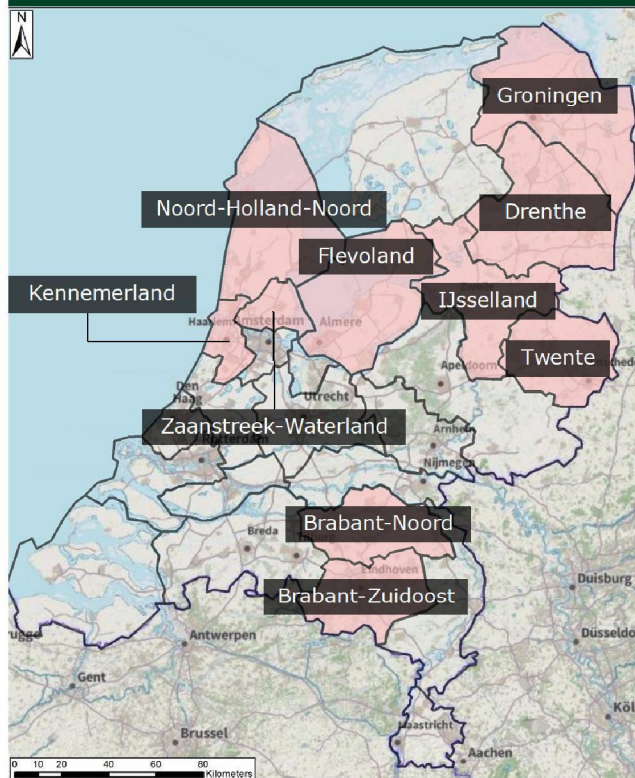 N
Groningen
Noord-Holland-Noord
Drenthe
Flevoland
Kennemerland
IJsselland
Amsterdam
Almere
Twente
Apeldoorn
Den
Haag
Utrecht
Zaanstreek-Waterland
Arnhem
Rotterdam
Nijmegen
Brabant-Noord
Breda
Eindhoven
Duisburg
Brabant-Zuidoost
Antwerpen
Düsseldo
Gent
Köl
Brussel
Maastricht
Aachen
0 10 20 40 60 80
Kilometers